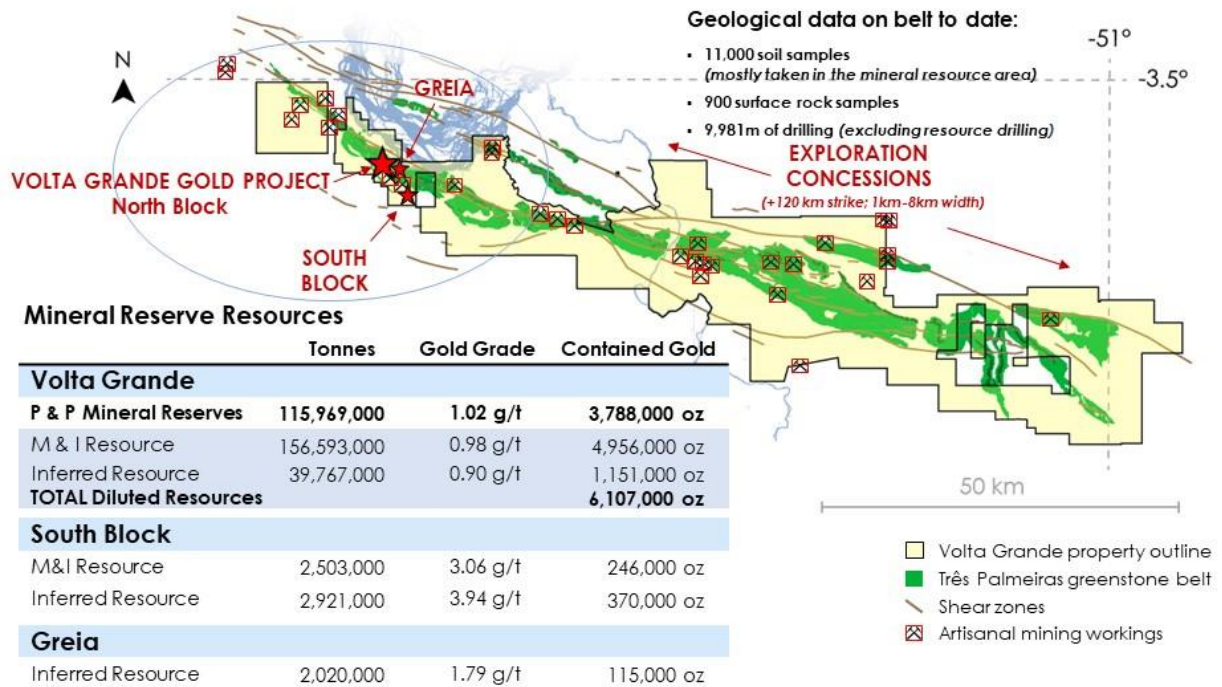 Geological data on belt to date:
▪ 11,000 soil samples
(mostly taken in the mineral resource area)
▪ 900 surface rock samples
▪ 9,981m of drilling (excluding resource drilling)
-51°
-3.5°
N
GREIA
EXPLORATION
CONCESSIONS
(+120 km strike; 1km-8km width)
VOLTA GRANDE GOLD PROJECT
North Block
SOUTH
BLOCK
Mineral Reserve Resources
Tonnes Gold Grade Contained Gold
Volta Grande
P & P Mineral Reserves 115,969,000 1.02 g/t 3,788,000 oz
M & I Resource 156,593,000 0.98 g/t 4,956,000 oz
Inferred Resource 39,767,000 0.90 g/t 1,151,000 oz
TOTAL Diluted Resources 6,107,000 oz
South Block
M&I Resource 2,503,000 3.06 g/t 246,000 oz
Inferred Resource 2,921,000 3.94 g/t 370,000 oz
Greia
Inferred Resource 2,020,000 1.79 g/t 115,000 oz
50 km
Volta Grande property outline
Três Palmeiras greenstone belt
Shear zones
Artisanal mining workings